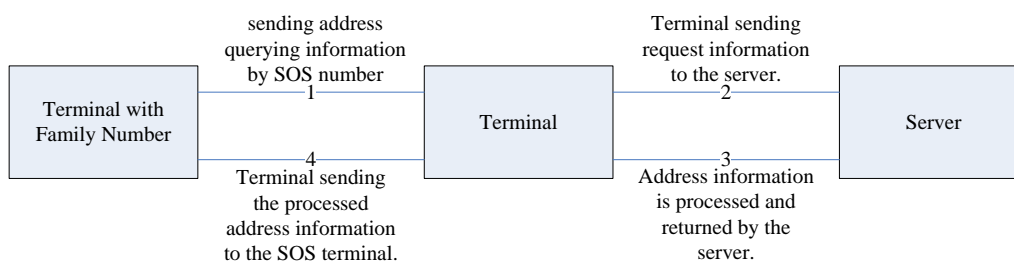 sending address
querying information
by SOS number
1
Terminal sending
request information
to the server.
2
Terminal with
Family Number
Terminal
Server
4
Terminal sending
the processed
address information
to the SOS terminal.
3
Address information
is processed and
returned by the
server.